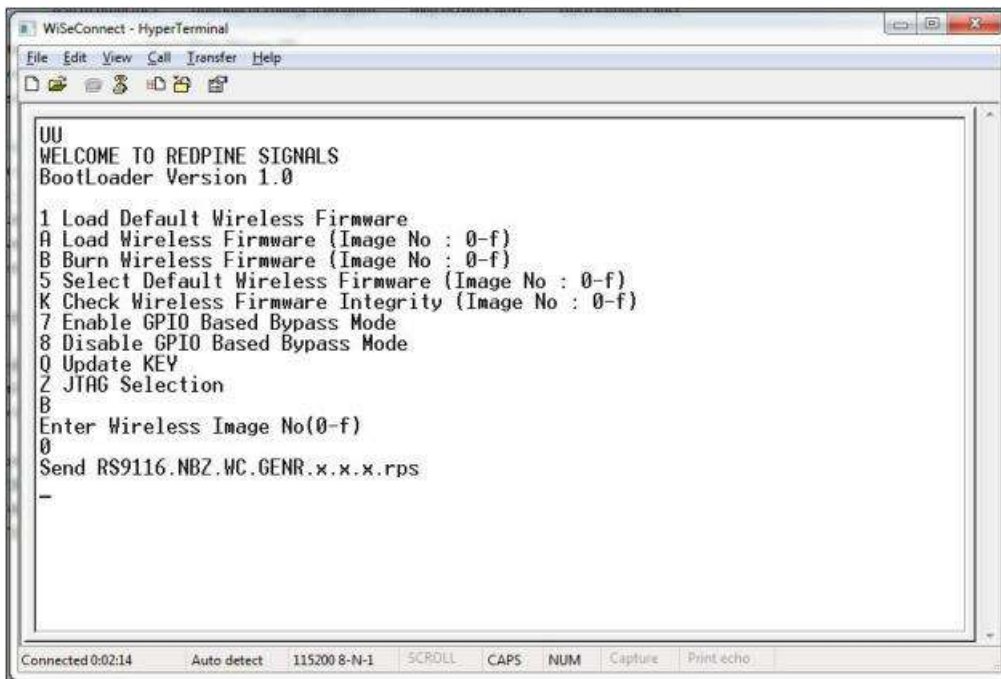 WiSeConnect - HyperTerminal
File Edit View Call Transfer Help
UU
WELCOME TO REDPINE SIGNALS
BootLoader Version 1.0
1 Load Default Wireless Firmware
A Load Wireless Firmware (Image No : 0-f)
B Burn Wireless Firmware (Image No : 0-f)
5 Select Default Wireless Firmware (Image No : 0-f)
K Check Wireless Firmware Integrity (Image No : 0-f)
7 Enable GPIO Based Bypass Mode
8 Disable GPIO Based Bypass Mode
Q Update KEY
Z JTAG Selection
B
Enter Wireless Image No(0-f)
0
Send RS9116.NBZ.WC.GENR.x.x.x.rps
_
Connected 0:02:14 Auto detect 115200 8-N-1 SCROLL CAPS NUM Capture Print echo